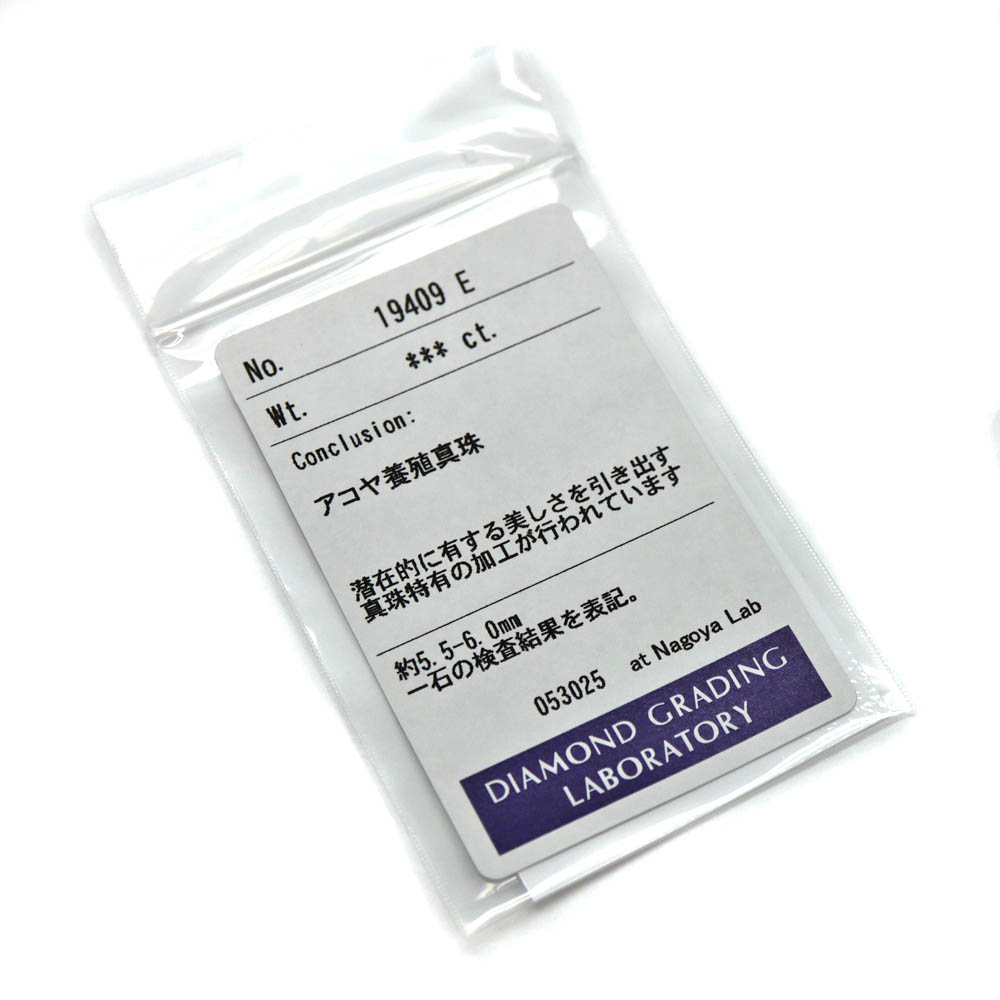 No. 19409 E
Wt. *** ct.
Conclusion:
アコヤ養殖真珠
潜在的に有する美しさを引き出す
真珠特有の加工が行われています
約5.5-6.0mm
一石の検査結果を表記。
053025 at Nagoya Lab
DIAMOND GRADING
LABORATORY